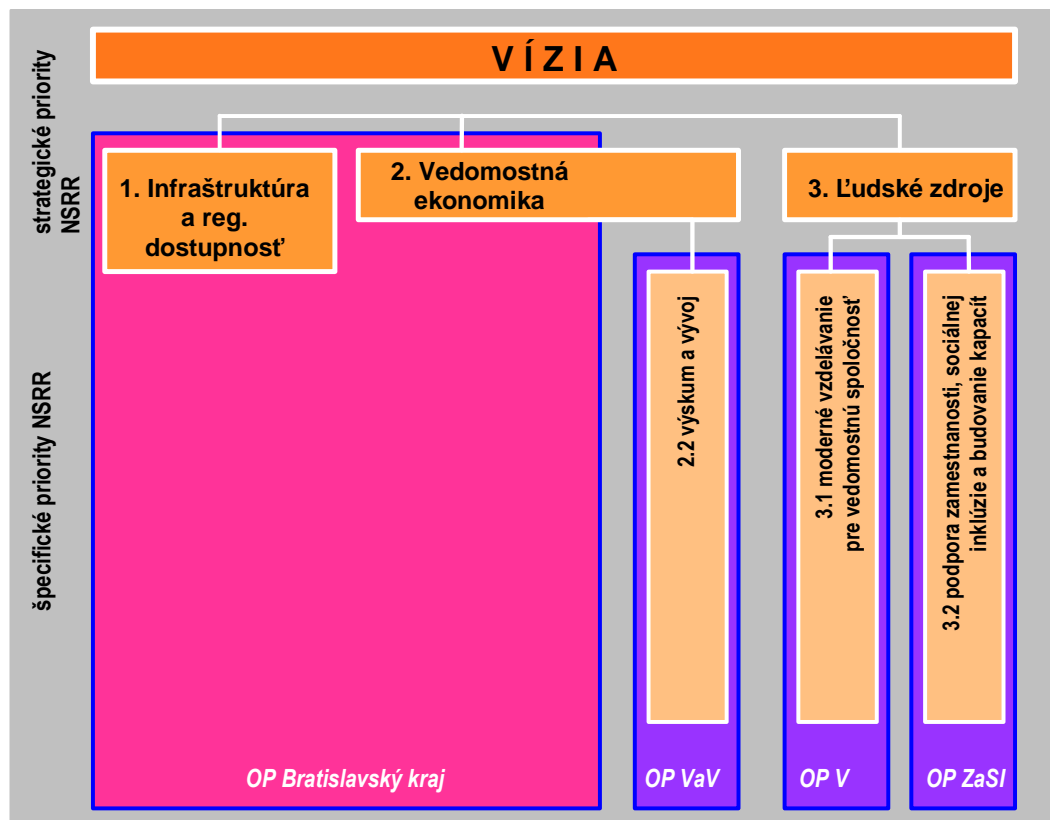 V Í Z I A
strategické priority
NSRR
1. Infraštruktúra
a reg.
dostupnosť
2. Vedomostná
ekonomika
3. Ľudské zdroje
špecifické priority NSRR
2.2 výskum a vývoj
3.1 moderné vzdelávanie
pre vedomostnú spoločnosť
3.2 podpora zamestnanosti, sociálnej
inklúzie a budovanie kapacít
OP Bratislavský kraj
OP VaV
OP V
OP ZaSI